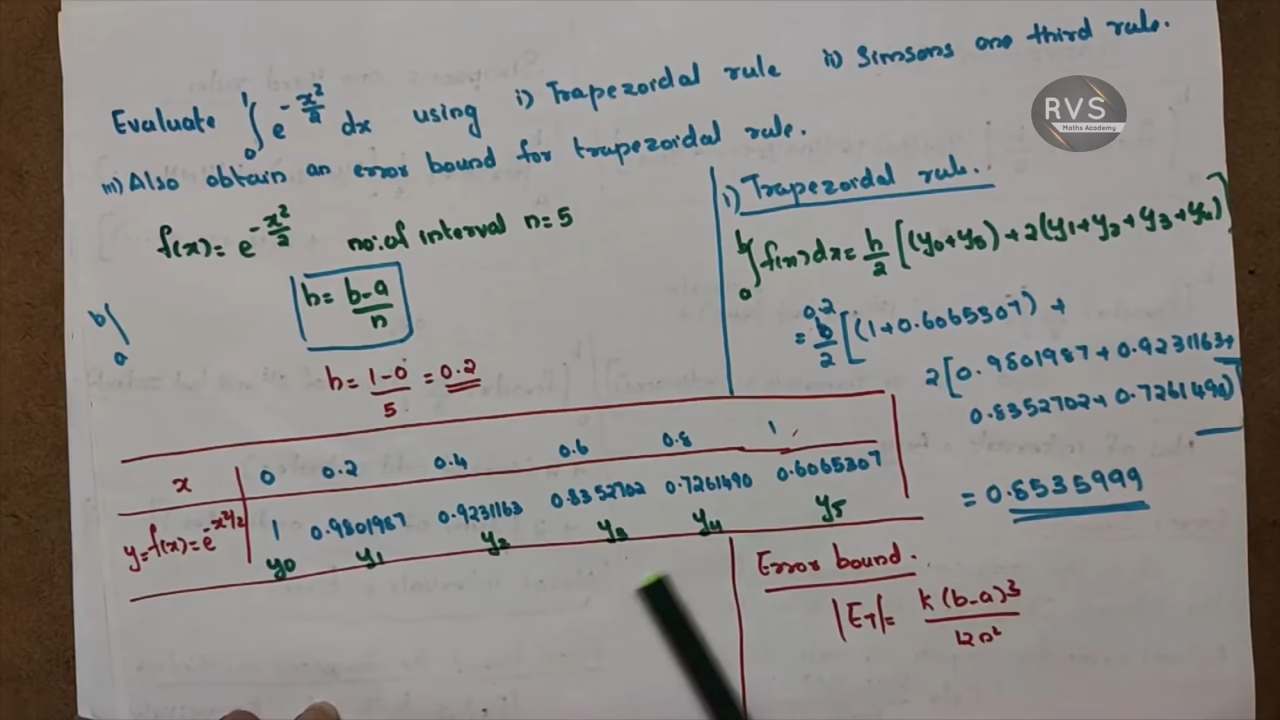 Evaluate ∫₀¹ e^(-x²/2) dx using i) Trapezoidal rule ii) Simsons one third rule.
iii) Also obtain an error bound for trapezoidal rule.
RVS
Maths Academy
f(x) = e^(-x²/2) no. of interval n=5
h = (b-a)/n
b ∫ a
h = (1-0)/5 = 0.2
x 0 0.2 0.4 0.6 0.8 1
y=f(x)=e^(-x²/2) 1 0.9801987 0.9231163 0.8352702 0.7261490 0.6065307
y0 y1 y2 y3 y4 y5
i) Trapezoidal rule.
f(x) dx = h/2 [(y0+y5)+2(y1+y2+y3+y4)]
0.2
= h/2 [(1+0.6065307) +
2[0.9801987 + 0.9231163+
0.8352702+ 0.7261490)]
= 0.8535999
Error bound.
|E_T| = k(b-a)³/12n²